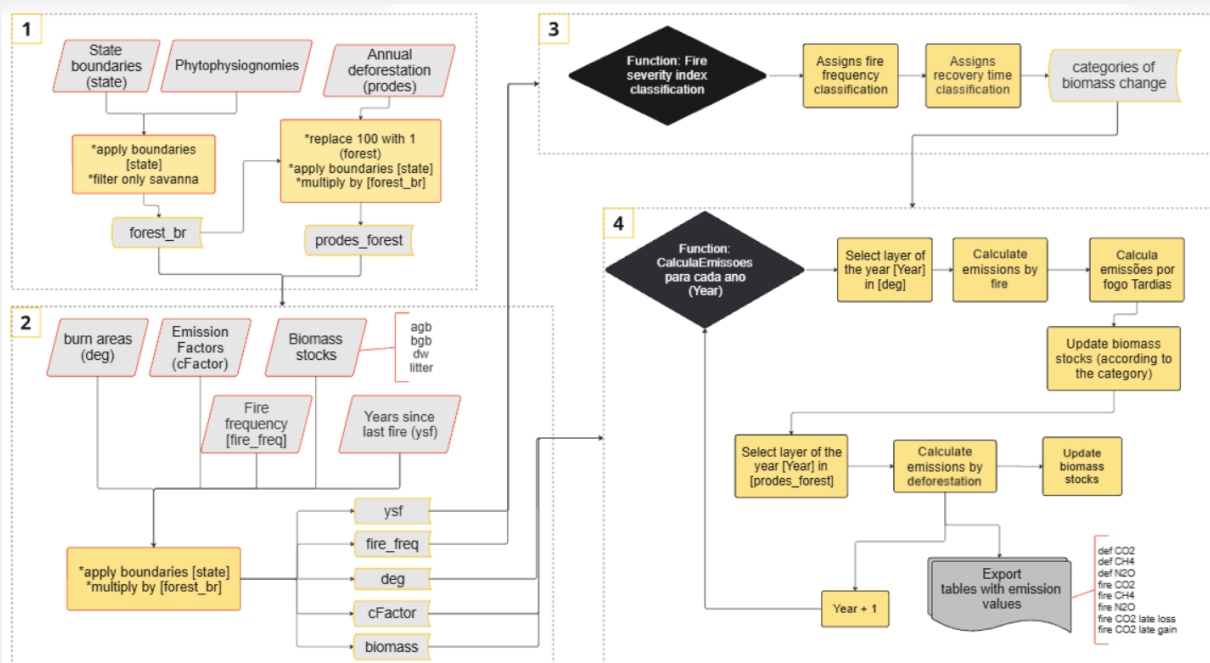 1
State
boundaries
(state)
Phytophysiognomies
Annual
deforestation
(prodes)
*apply boundaries
[state]
*filter only savanna
*replace 100 with 1
(forest)
*apply boundaries [state]
*multiply by [forest_br]
forest_br
prodes_forest
2
burn areas
(deg)
Emission
Factors
(cFactor)
Biomass
stocks
agb
bgb
dw
litter
Fire
frequency
[fire_freq]
Years since
last fire (ysf)
*apply boundaries [state]
*multiply by [forest_br]
ysf
fire_freq
deg
cFactor
biomass
3
Function: Fire
severity index
classification
Assigns fire
frequency
classification
Assigns
recovery time
classification
categories of
biomass change
4
Function:
CalculaEmissoes
para cada ano
(Year)
Select layer of
the year [Year]
in [deg]
Calculate
emissions by
fire
Calcula
emissões por
fogo Tardias
Update biomass
stocks (according to
the category)
Select layer of the
year [Year] in
[prodes_forest]
Calculate
emissions by
deforestation
Update
biomass
stocks
Year + 1
Export
tables with emission
values
def CO2
def CH4
def N2O
fire CO2
fire CH4
fire N2O
fire CO2 late loss
fire CO2 late gain